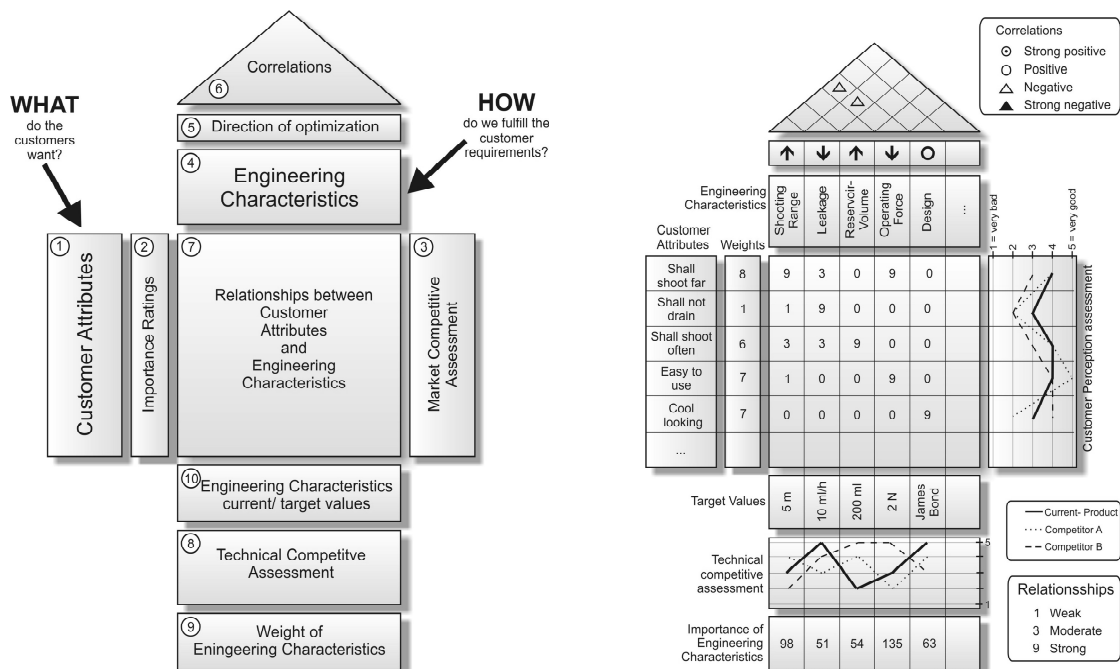 Correlations
6
WHAT
do the
customers
want?
HOW
do we fulfill the
customer
requirements?
5 Direction of optimization
4
Engineering
Characteristics
1
Customer Attributes
2
Importance Ratings
7
Relationships between
Customer
Attributes
and
Engineering
Characteristics
3
Market Competitive
Assessment
10 Engineering Characteristics
current/ target values
8
Technical Competitve
Assessment
9
Weight of
Eningeering Characteristics
Correlations
Strong positive
Positive
Negative
Strong negative
Engineering
Characteristics
Shooting
Range
Leakage
Reservoir-
Volume
Operating
Force
Design
...
Customer
Attributes
Weights
1 = very bad
2
3
4
5 = very good
Shall
shoot far
8 9 3 0 9 0
Shall not
drain
1 1 9 0 0 0
Shall shoot
often
6 3 3 9 0 0
Easy to
use
7 1 0 0 9 0
Cool
looking
7 0 0 0 0 9
...
Customer Perception assessment
Target Values
5 m
10 ml/h
200 ml
2 N
James
Bond
Current- Product
Competitor A
Competitor B
Technical
competitive
assessment
5
1
Relationsships
1 Weak
3 Moderate
9 Strong
Importance of
Engineering
Characteristics
98 51 54 135 63